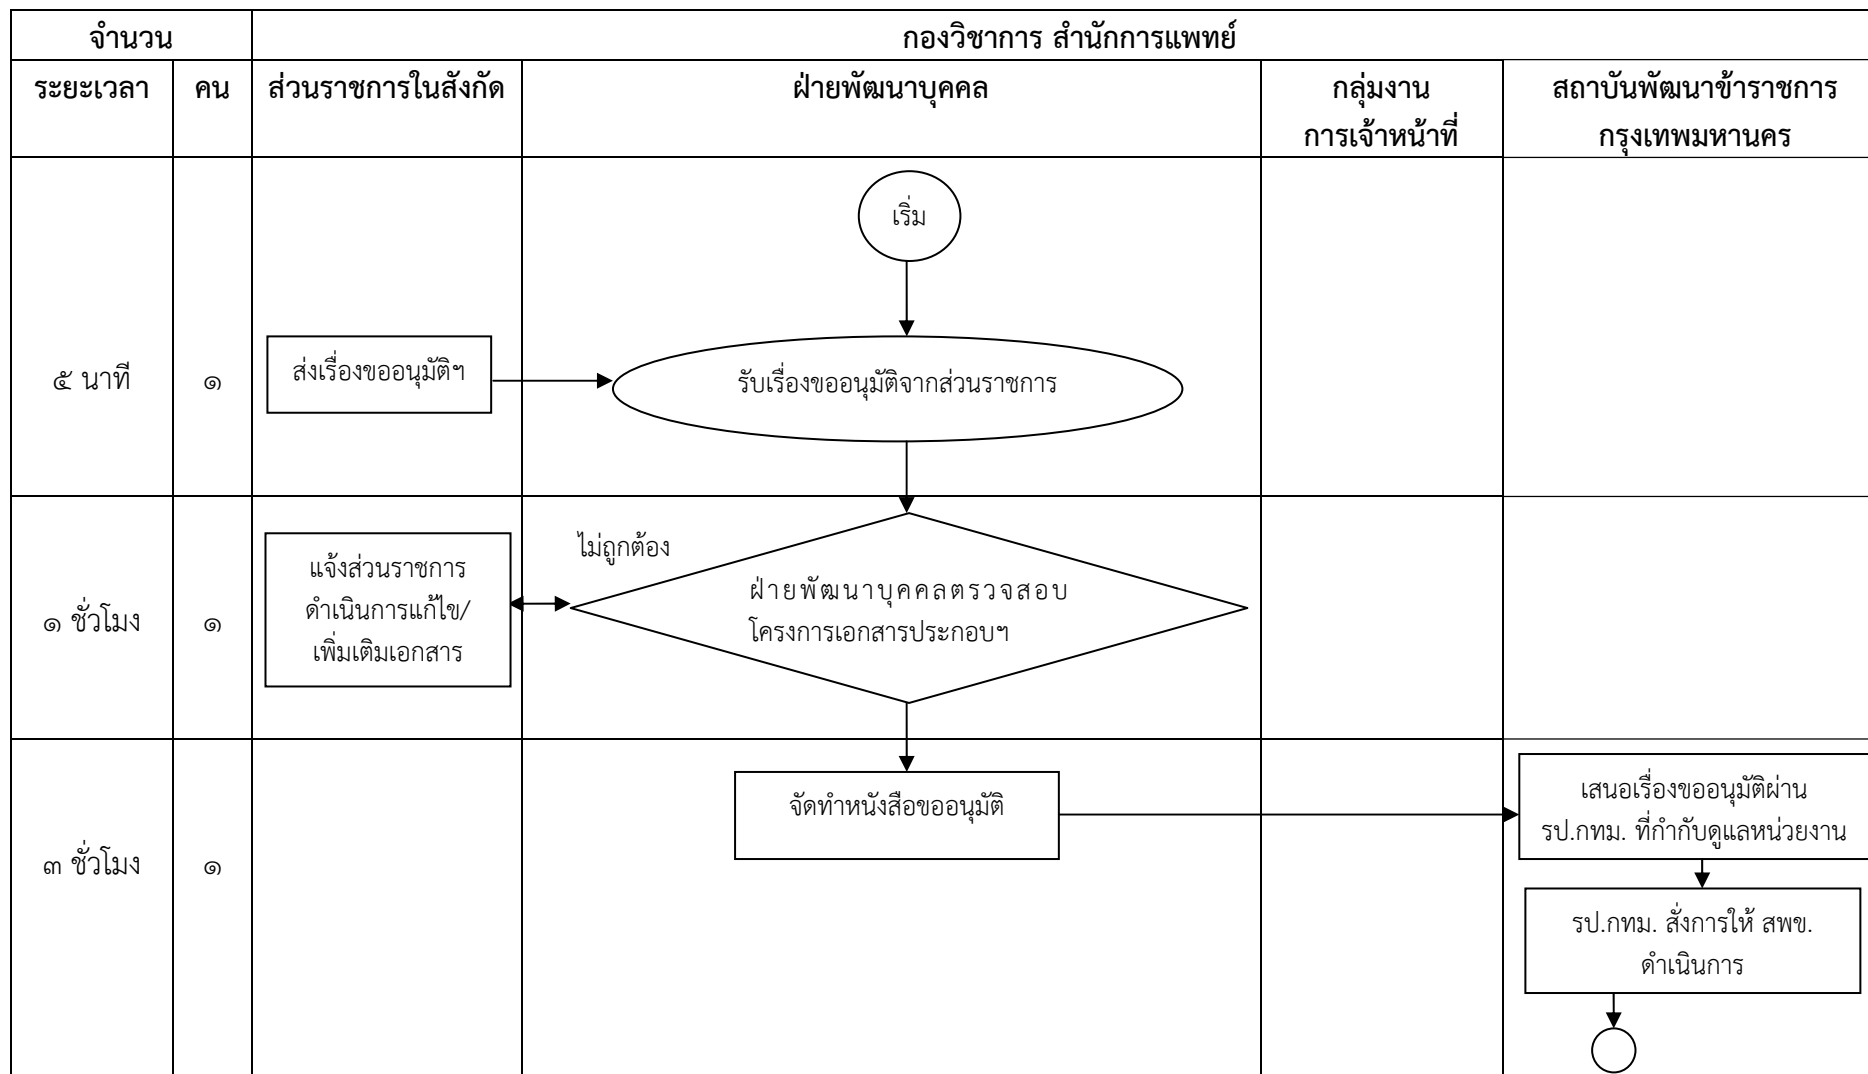 จำนวน
กองวิชาการ สำนักการแพทย์
ระยะเวลา
คน
ส่วนราชการในสังกัด
ฝ่ายพัฒนาบุคคล
กลุ่มงาน
การเจ้าหน้าที่
สถาบันพัฒนาข้าราชการ
กรุงเทพมหานคร
เริ่ม
๕ นาที
๑
ส่งเรื่องขออนุมัติฯ
รับเรื่องขออนุมัติจากส่วนราชการ
๑ ชั่วโมง
๑
แจ้งส่วนราชการ
ดำเนินการแก้ไข/
เพิ่มเติมเอกสาร
ไม่ถูกต้อง
ฝ่ายพัฒนาบุคคลตรวจสอบ
โครงการเอกสารประกอบฯ
๓ ชั่วโมง
๑
จัดทำหนังสือขออนุมัติ
เสนอเรื่องขออนุมัติผ่าน
รป.กทม. ที่กำกับดูแลหน่วยงาน
รป.กทม. สั่งการให้ สพข.
ดำเนินการ